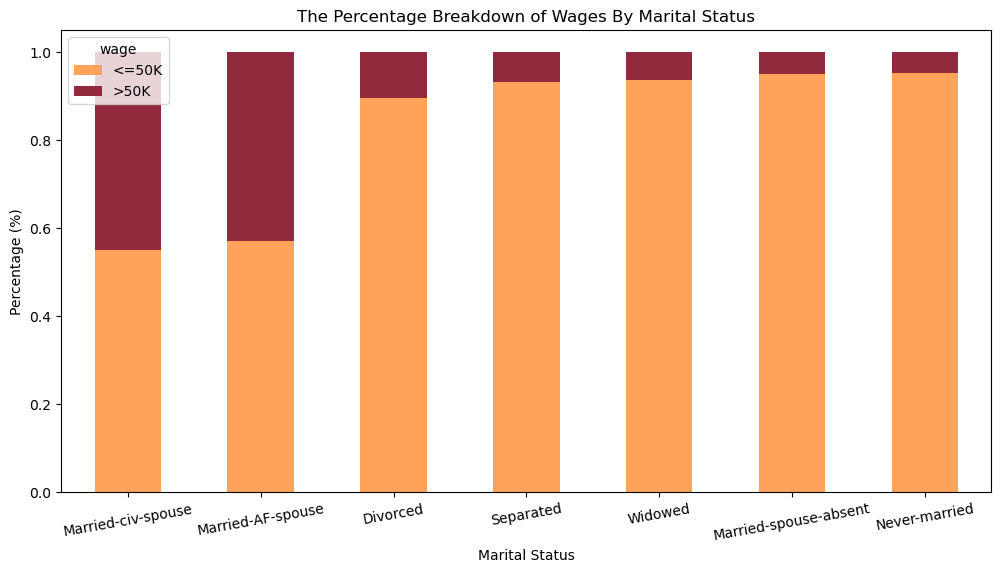 The Percentage Breakdown of Wages By Marital Status
wage
<=50K
>50K
Percentage (%)
1.0
0.8
0.6
0.4
0.2
0.0
Married-civ-spouse
Married-AF-spouse
Divorced
Separated
Widowed
Married-spouse-absent
Never-married
Marital Status